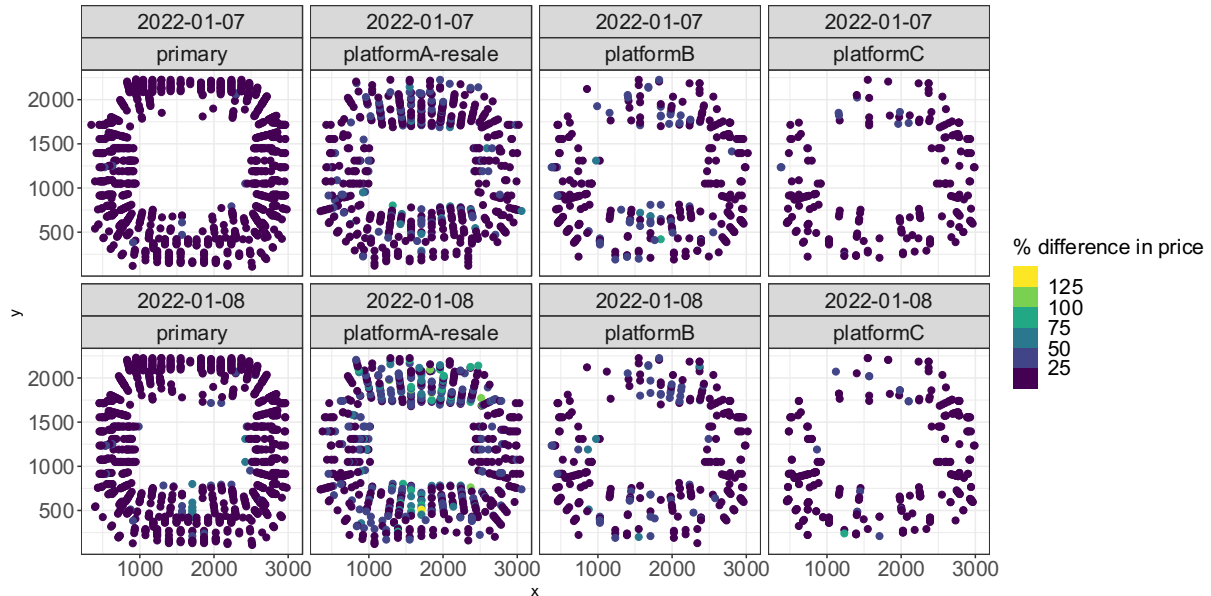 2022-01-07 2022-01-07 2022-01-07 2022-01-07
primary platformA-resale platformB platformC
2000
1500
1000
500
2022-01-08 2022-01-08 2022-01-08 2022-01-08
primary platformA-resale platformB platformC
2000
1500
1000
500
1000 2000 3000 1000 2000 3000 1000 2000 3000 1000 2000 3000
x
y
% difference in price
125
100
75
50
25